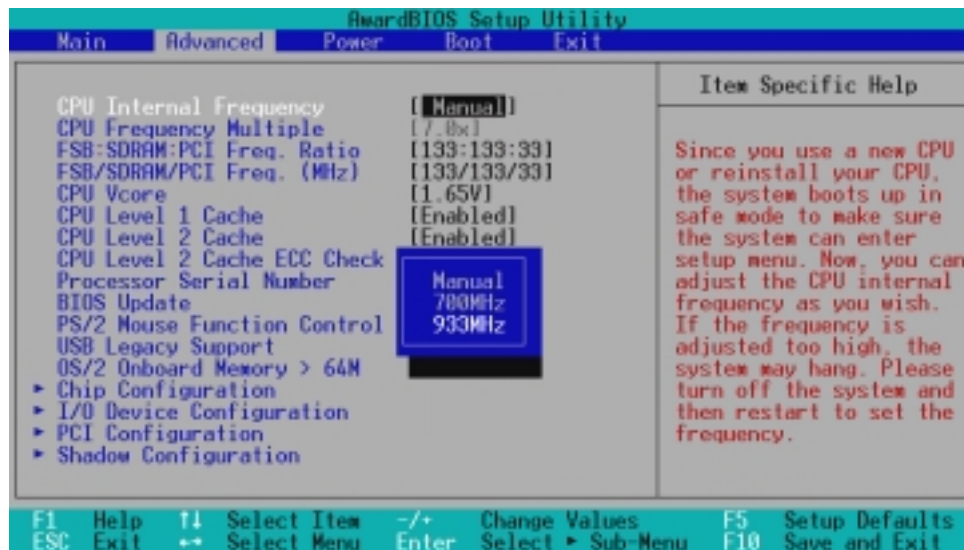 AwardBIOS Setup Utility
Main Advanced Power Boot Exit
Item Specific Help
CPU Internal Frequency [ Manual]
CPU Frequency Multiple [7.0x]
FSB:SDRAM:PCI Freq. Ratio [133:133:33]
FSB/SDRAM/PCI Freq. (MHz) [133/133/33]
CPU Vcore [1.65V]
CPU Level 1 Cache [Enabled]
CPU Level 2 Cache [Enabled]
CPU Level 2 Cache ECC Check
Processor Serial Number
BIOS Update
PS/2 Mouse Function Control
USB Legacy Support
OS/2 Onboard Memory > 64M
► Chip Configuration
► I/O Device Configuration
► PCI Configuration
► Shadow Configuration
Manual
700MHz
933MHz
Since you use a new CPU
or reinstall your CPU,
the system boots up in
safe mode to make sure
the system can enter
setup menu. Now, you can
adjust the CPU internal
frequency as you wish.
If the frequency is
adjusted too high, the
system may hang. Please
turn off the system and
then restart to set the
frequency.
F1 Help ↑↓ Select Item -/+ Change Values F5 Setup Defaults
ESC Exit ←→ Select Menu Enter Select ► Sub-Menu F10 Save and Exit